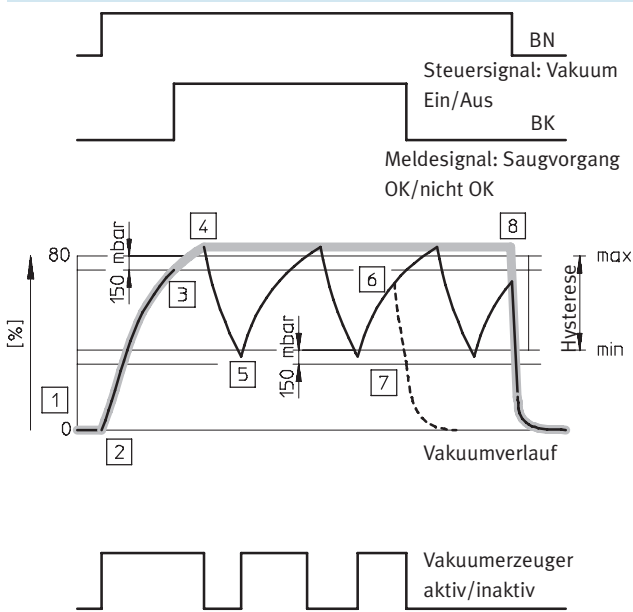 BN
Steuersignal: Vakuum
Ein/Aus
BK
Meldesignal: Saugvorgang
OK/nicht OK
4
8
80
150 mbar
max
3
6
[%]
Hysterese
150 mbar
min
5
7
1
0
2
Vakuumverlauf
Vakuumerzeuger
aktiv/inaktiv